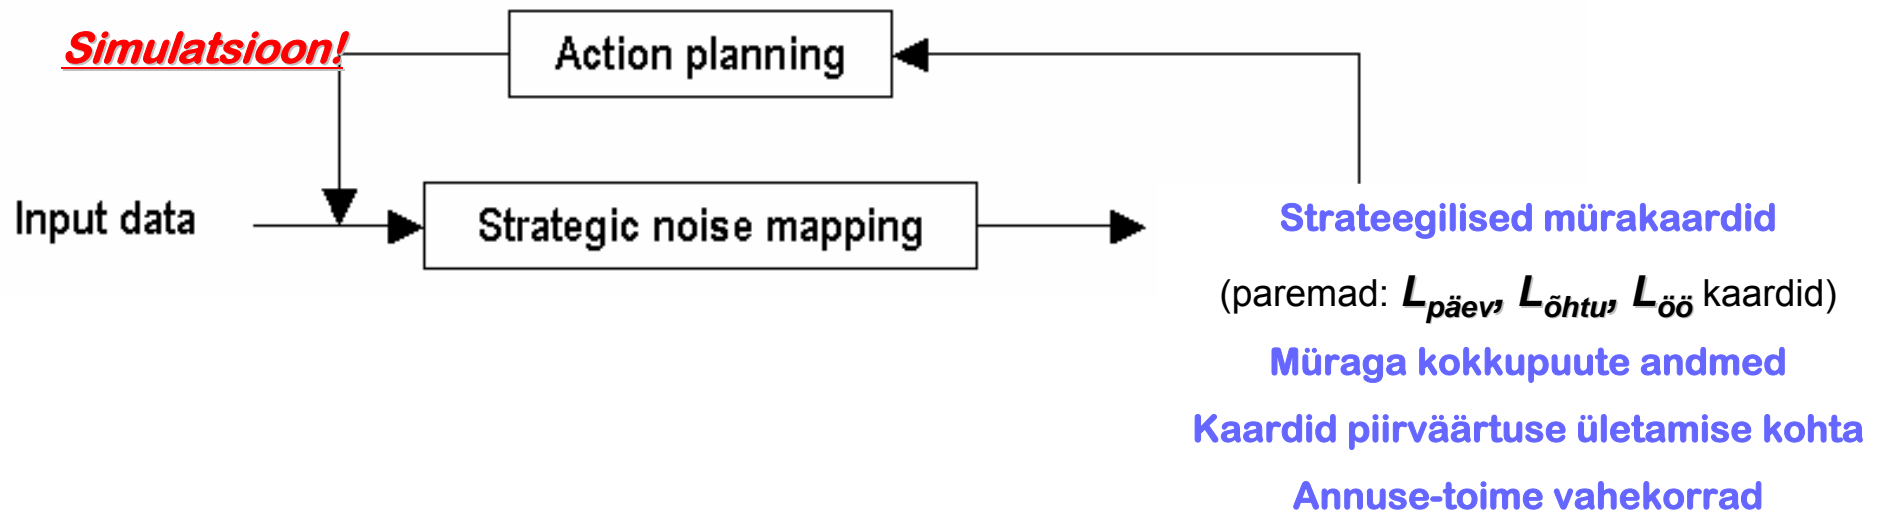 Simulatsioon!
Action planning
Input data
Strategic noise mapping
Strateegilised mürakaardid
(paremad: Lpäev, Lõhtu, Löö kaardid)
Müraga kokkupuute andmed
Kaardid piirväärtuse ületamise kohta
Annuse-toime vahekorrad